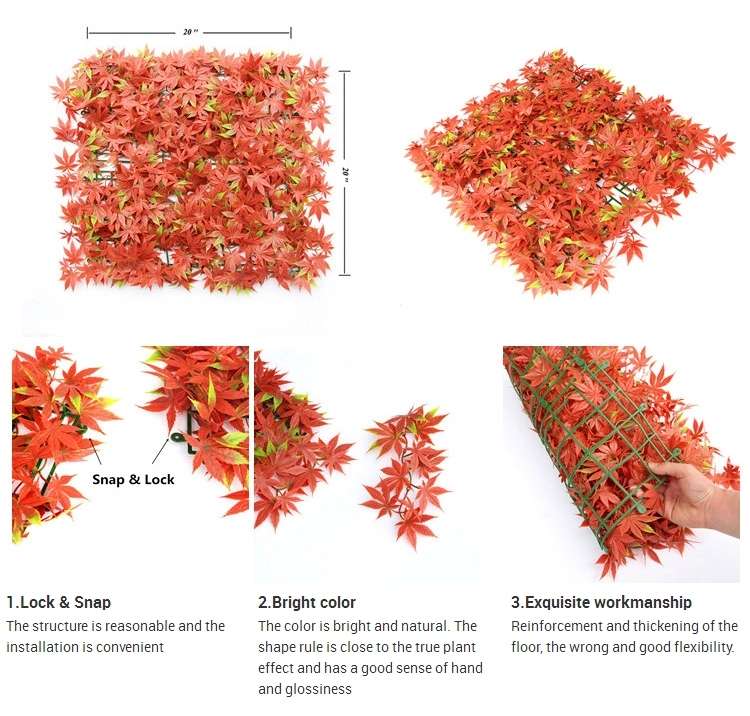 20 "
20 "
Snap & Lock
1.Lock & Snap
The structure is reasonable and the
installation is convenient
2.Bright color
The color is bright and natural. The
shape rule is close to the true plant
effect and has a good sense of hand
and glossiness
3.Exquisite workmanship
Reinforcement and thickening of the
floor, the wrong and good flexibility.